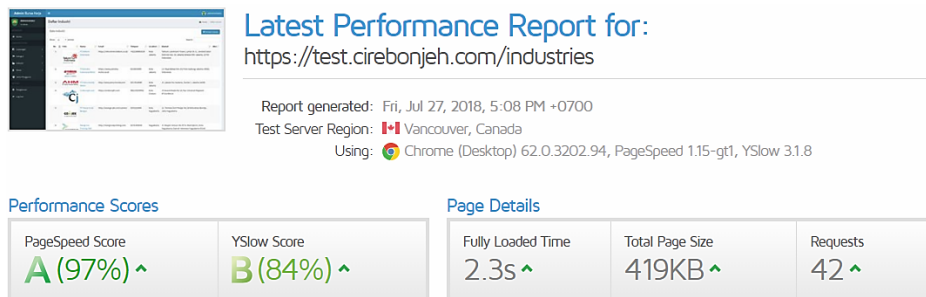 Latest Performance Report for:
https://test.cirebonjeh.com/industries
Report generated: Fri, Jul 27, 2018, 5:08 PM +0700
Test Server Region: Vancouver, Canada
Using: Chrome (Desktop) 62.0.3202.94, PageSpeed 1.15-gt1, YSlow 3.1.8
Performance Scores
Page Details
PageSpeed Score
YSlow Score
Fully Loaded Time
Total Page Size
Requests
A (97%)
B (84%)
2.3s
419KB
42